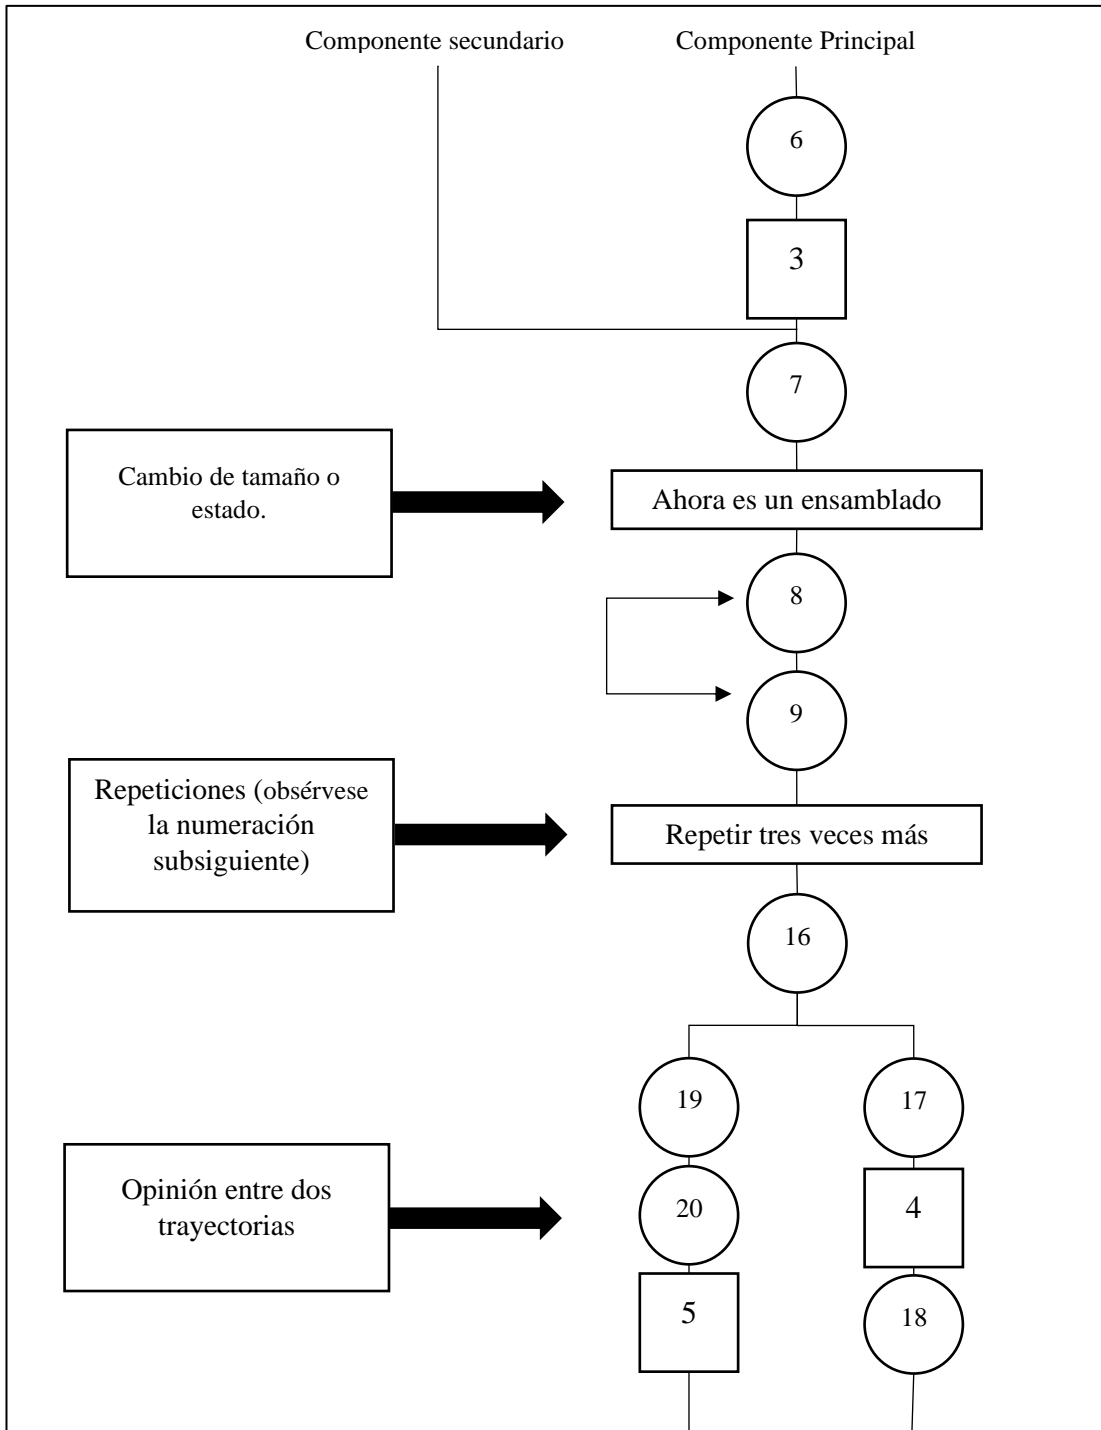 Componente secundario
Componente Principal
6
3
7
Cambio de tamaño o
estado.
Ahora es un ensamblado
8
9
Repeticiones (obsérvese
la numeración
subsiguiente)
Repetir tres veces más
16
19
17
Opinión entre dos
trayectorias
20
4
5
18